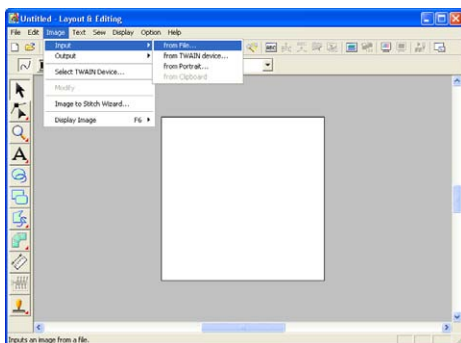 Untitled - Layout & Editing
File Edit Image Text Sew Display Option Help
Input
from File...
Output
from TWAIN device...
from Portrait...
Select TWAIN Device...
from Clipboard
Modify
Image to Stitch Wizard...
Display Image F6
A
Inputs an image from a file.